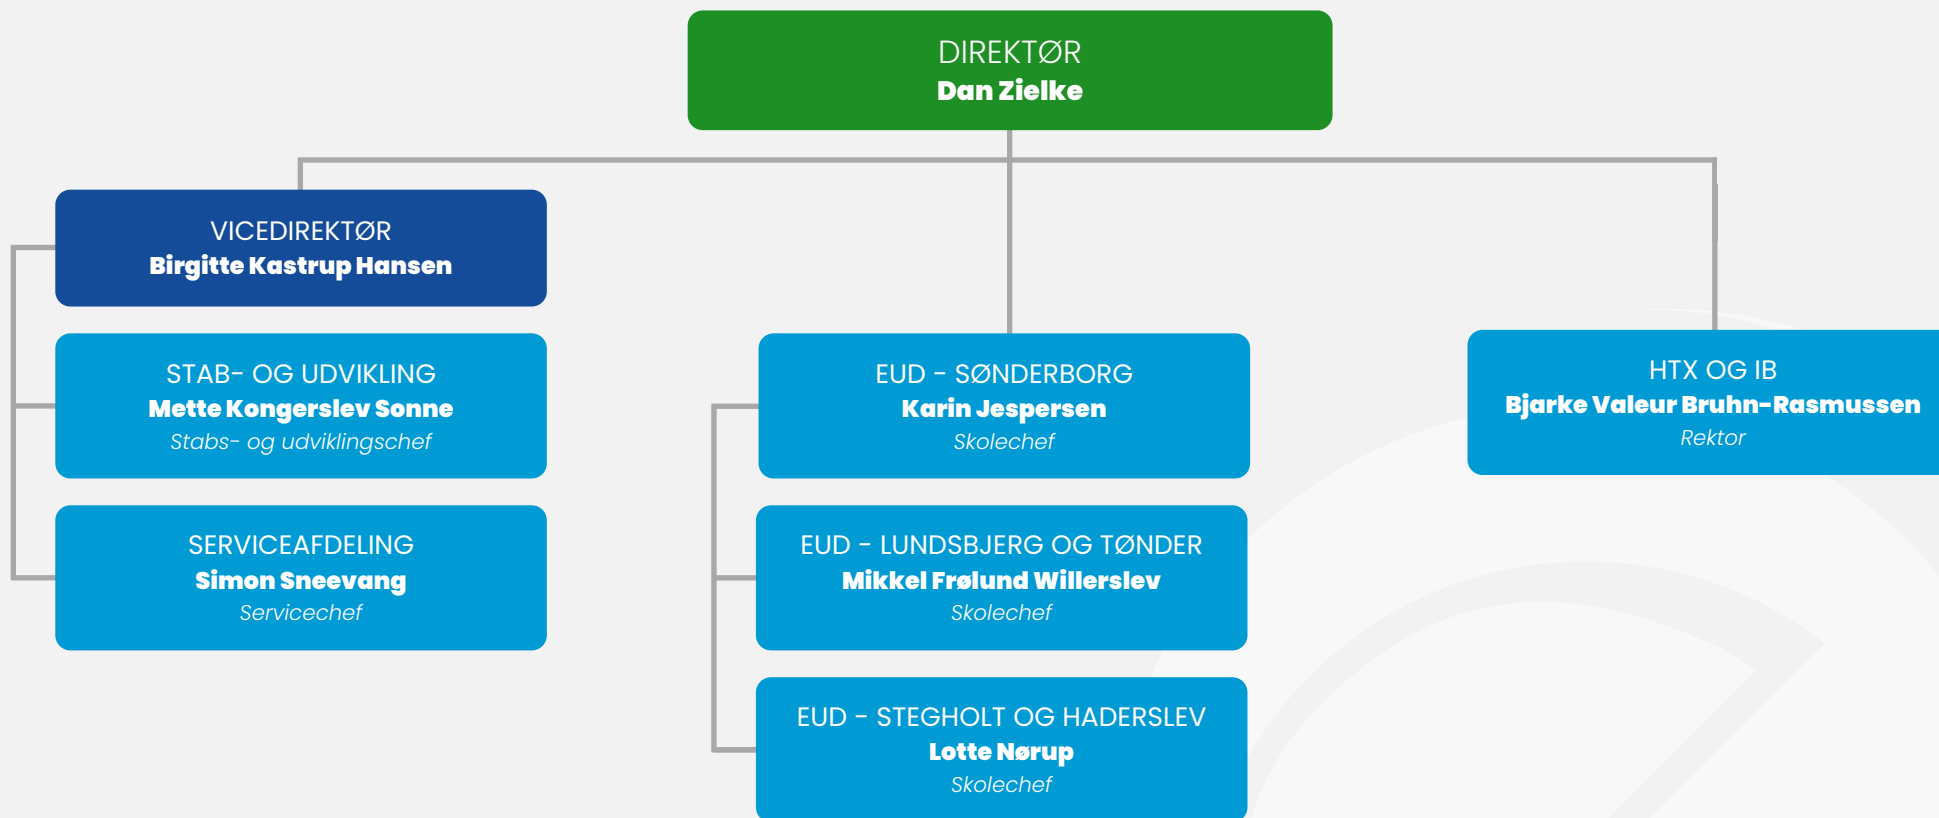 DIREKTØR
Dan Zielke
VICEDIREKTØR
Birgitte Kastrup Hansen
STAB- OG UDVIKLING
Mette Kongerslev Sonne
Stabs- og udviklingschef
SERVICEAFDELING
Simon Sneevang
Servicechef
EUD - SØNDERBORG
Karin Jespersen
Skolechef
EUD - LUNDSBJERG OG TØNDER
Mikkel Frølund Willerslev
Skolechef
EUD - STEGHOLT OG HADERSLEV
Lotte Nørup
Skolechef
HTX OG IB
Bjarke Valeur Bruhn-Rasmussen
Rektor